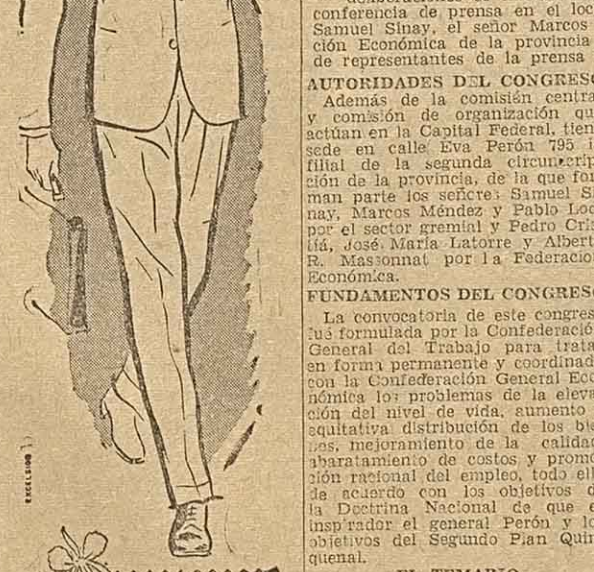 EXCELSIOR
conferencia de prensa en el loc
Samuel Sinay, el señor Marcos
ción Económica de la provincia
de representantes de la prensa
AUTORIDADES DEL CONGRESO
Además de la comisión centra
y comisión de organización qu
actúan en la Capital Federal, tien
sede en calle Eva Perón 795 l
filial de la segunda circunscrip
ción de la provincia, de la que for
man parte los señores Samuel S
nay, Marcos Méndez y Pablo Loc
por el sector gremial y Pedro Cris
tiá, José María Latorre y Albert
R. Massonnat por la Federacion
Económica.
FUNDAMENTOS DEL CONGRESO
La convocatoria de este congres
fué formulada por la Confederació
General del Trabajo para trata
en forma permanente y coordinad
con la Confederación General Eco
nómica los problemas de la eleva
ción del nivel de vida, aumento
equitativa distribución de los bie
nes, mejoramiento de la calidad
abaratamiento de costos y promo
ción racional del empleo, todo ell
de acuerdo con los objetivos d
la Doctrina Nacional de que e
inspirador el general Perón y lo
objetivos del Segundo Plan Quin
quenal.
EL TEMARIO